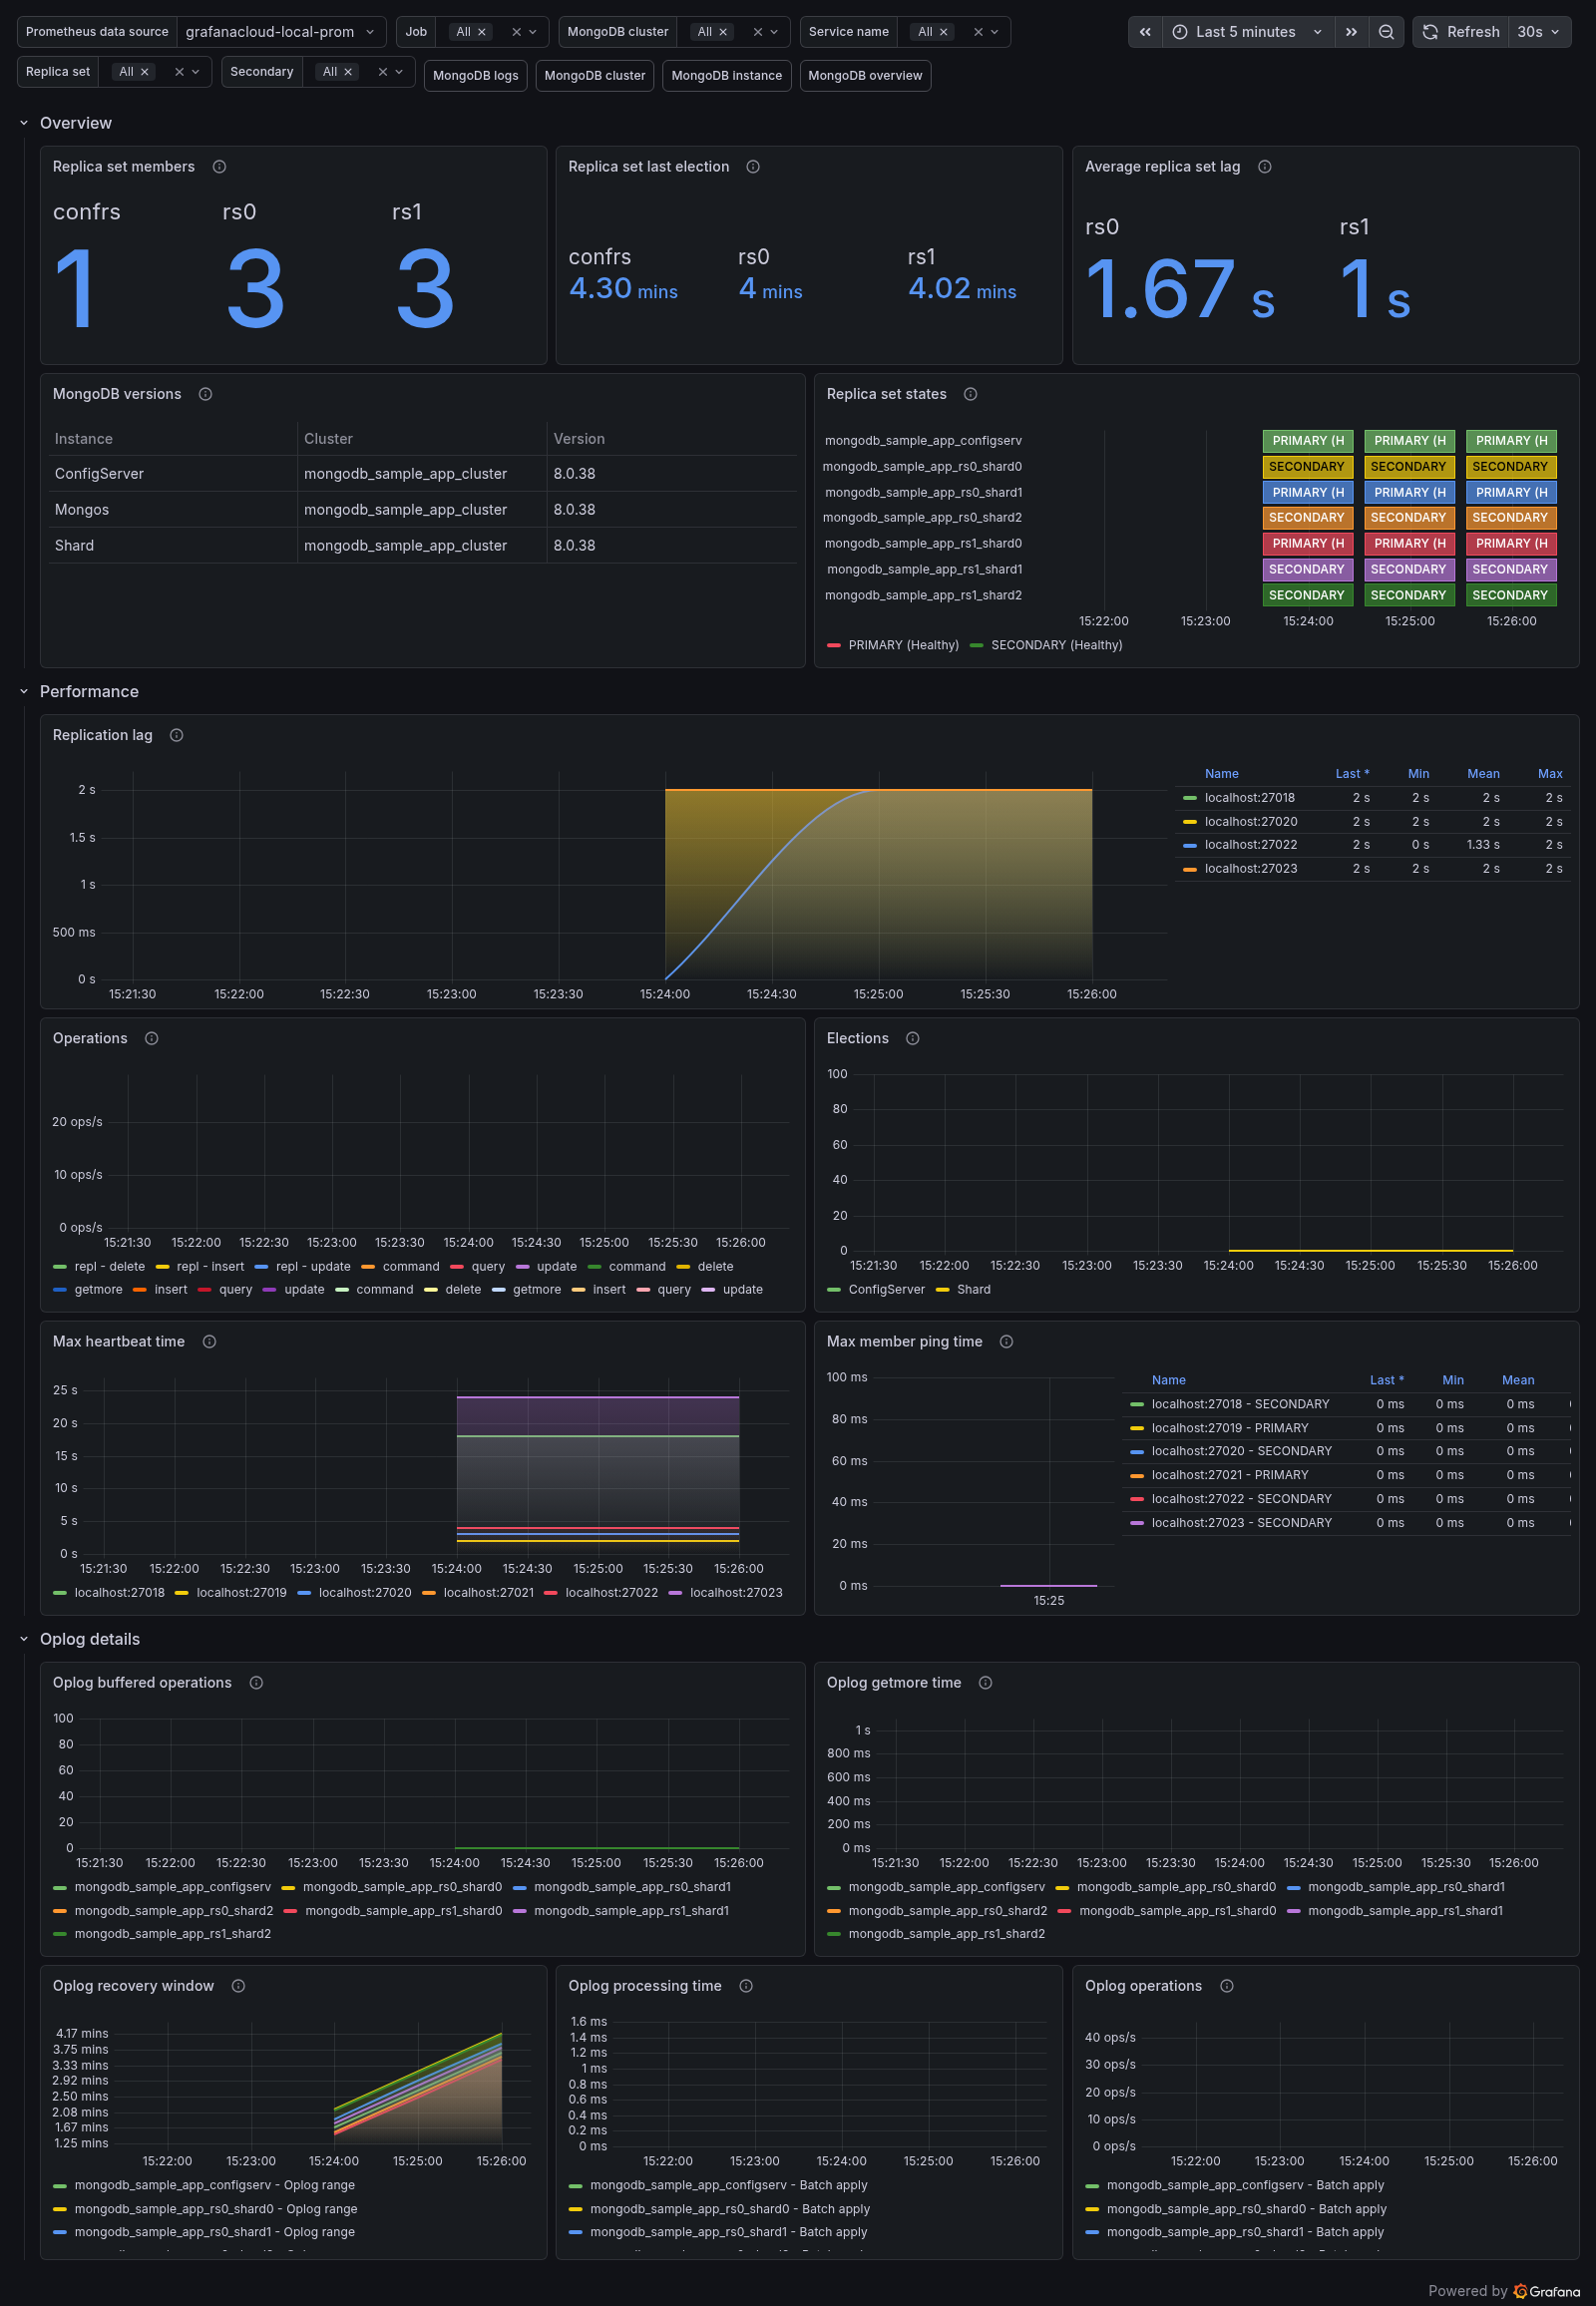 Prometheus data source grafanacloud-local-prom Job All MongoDB cluster All Service name All Last 5 minutes Refresh 30s
Replica set All Secondary All MongoDB logs MongoDB cluster MongoDB instance MongoDB overview
Overview
Replica set members
confrs rs0 rs1
1 3 3
Replica set last election
confrs rs0 rs1
4.30 mins 4 mins 4.02 mins
Average replica set lag
rs0 rs1
1.67 s 1 s
MongoDB versions
Instance Cluster Version
ConfigServer mongodb_sample_app_cluster 8.0.38
Mongos mongodb_sample_app_cluster 8.0.38
Shard mongodb_sample_app_cluster 8.0.38
Replica set states
mongodb_sample_app_configserv PRIMARY (H PRIMARY (H PRIMARY (H
mongodb_sample_app_rs0_shard0 SECONDARY SECONDARY SECONDARY
mongodb_sample_app_rs0_shard1 PRIMARY (H PRIMARY (H PRIMARY (H
mongodb_sample_app_rs0_shard2 SECONDARY SECONDARY SECONDARY
mongodb_sample_app_rs1_shard0 PRIMARY (H PRIMARY (H PRIMARY (H
mongodb_sample_app_rs1_shard1 SECONDARY SECONDARY SECONDARY
mongodb_sample_app_rs1_shard2 SECONDARY SECONDARY SECONDARY
15:22:00 15:23:00 15:24:00 15:25:00 15:26:00
PRIMARY (Healthy) SECONDARY (Healthy)
Performance
Replication lag
2 s
1.5 s
1 s
500 ms
0 s
15:21:30 15:22:00 15:22:30 15:23:00 15:23:30 15:24:00 15:24:30 15:25:00 15:25:30 15:26:00
Name Last * Min Mean Max
localhost:27018 2 s 2 s 2 s 2 s
localhost:27020 2 s 2 s 2 s 2 s
localhost:27022 2 s 0 s 1.33 s 2 s
localhost:27023 2 s 2 s 2 s 2 s
Operations
20 ops/s
10 ops/s
0 ops/s
15:21:30 15:22:00 15:22:30 15:23:00 15:23:30 15:24:00 15:24:30 15:25:00 15:25:30 15:26:00
repl - delete repl - insert repl - update command query update command delete
getmore insert query update command delete getmore insert query update
Elections
100
80
60
40
20
0
15:21:30 15:22:00 15:22:30 15:23:00 15:23:30 15:24:00 15:24:30 15:25:00 15:25:30 15:26:00
ConfigServer Shard
Max heartbeat time
25 s
20 s
15 s
10 s
5 s
0 s
15:21:30 15:22:00 15:22:30 15:23:00 15:23:30 15:24:00 15:24:30 15:25:00 15:25:30 15:26:00
localhost:27018 localhost:27019 localhost:27020 localhost:27021 localhost:27022 localhost:27023
Max member ping time
100 ms
80 ms
60 ms
40 ms
20 ms
0 ms
15:25
Name Last * Min Mean
localhost:27018 - SECONDARY 0 ms 0 ms 0 ms
localhost:27019 - PRIMARY 0 ms 0 ms 0 ms
localhost:27020 - SECONDARY 0 ms 0 ms 0 ms
localhost:27021 - PRIMARY 0 ms 0 ms 0 ms
localhost:27022 - SECONDARY 0 ms 0 ms 0 ms
localhost:27023 - SECONDARY 0 ms 0 ms 0 ms
Oplog details
Oplog buffered operations
100
80
60
40
20
0
15:21:30 15:22:00 15:22:30 15:23:00 15:23:30 15:24:00 15:24:30 15:25:00 15:25:30 15:26:00
mongodb_sample_app_configserv mongodb_sample_app_rs0_shard0 mongodb_sample_app_rs0_shard1
mongodb_sample_app_rs0_shard2 mongodb_sample_app_rs1_shard0 mongodb_sample_app_rs1_shard1
mongodb_sample_app_rs1_shard2
Oplog getmore time
1 s
800 ms
600 ms
400 ms
200 ms
0 ms
15:21:30 15:22:00 15:22:30 15:23:00 15:23:30 15:24:00 15:24:30 15:25:00 15:25:30 15:26:00
mongodb_sample_app_configserv mongodb_sample_app_rs0_shard0 mongodb_sample_app_rs0_shard1
mongodb_sample_app_rs0_shard2 mongodb_sample_app_rs1_shard0 mongodb_sample_app_rs1_shard1
mongodb_sample_app_rs1_shard2
Oplog recovery window
4.17 mins
3.75 mins
3.33 mins
2.92 mins
2.50 mins
2.08 mins
1.67 mins
1.25 mins
15:22:00 15:23:00 15:24:00 15:25:00 15:26:00
mongodb_sample_app_configserv - Oplog range
mongodb_sample_app_rs0_shard0 - Oplog range
mongodb_sample_app_rs0_shard1 - Oplog range
Oplog processing time
1.6 ms
1.4 ms
1.2 ms
1 ms
0.8 ms
0.6 ms
0.4 ms
0.2 ms
0 ms
15:22:00 15:23:00 15:24:00 15:25:00 15:26:00
mongodb_sample_app_configserv - Batch apply
mongodb_sample_app_rs0_shard0 - Batch apply
mongodb_sample_app_rs0_shard1 - Batch apply
Oplog operations
40 ops/s
30 ops/s
20 ops/s
10 ops/s
0 ops/s
15:22:00 15:23:00 15:24:00 15:25:00 15:26:00
mongodb_sample_app_configserv - Batch apply
mongodb_sample_app_rs0_shard0 - Batch apply
mongodb_sample_app_rs0_shard1 - Batch apply
Powered by Grafana